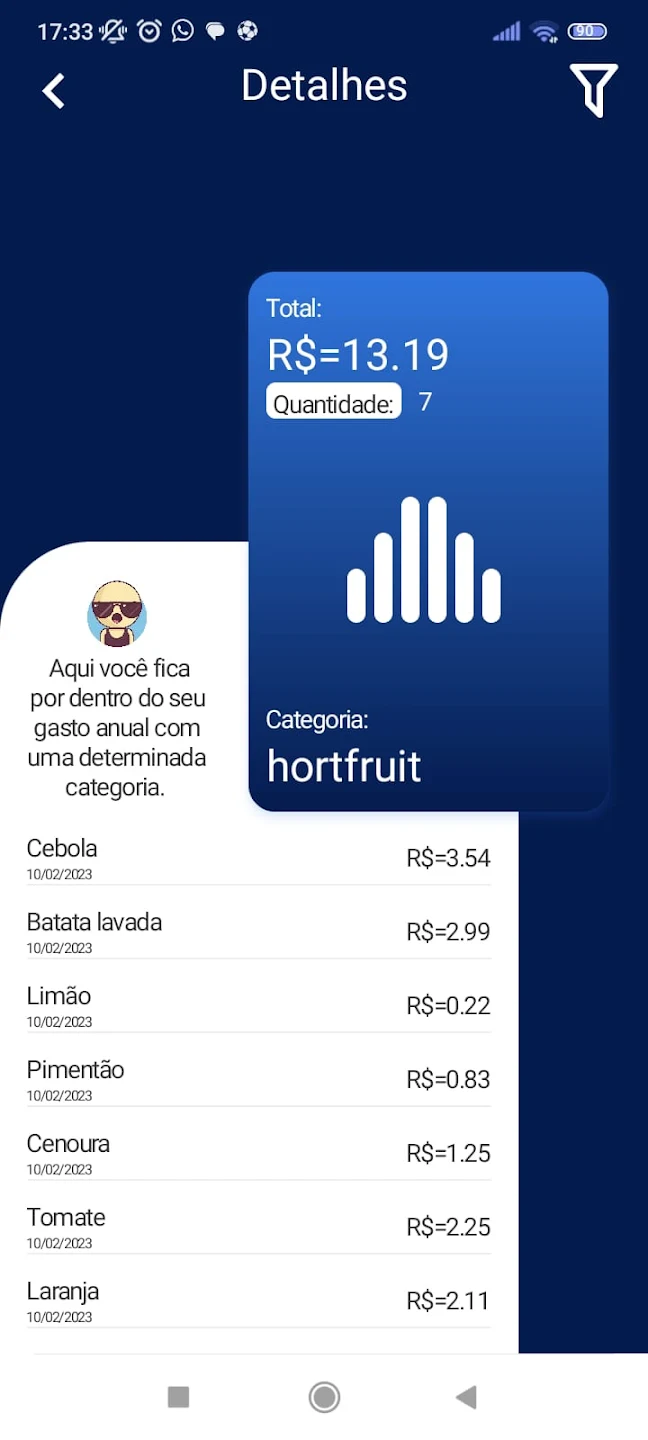 17:33
90
Detalhes
Total:
R$=13.19
Quantidade: 7
Categoria:
hortfruit
Aqui você fica
por dentro do seu
gasto anual com
uma determinada
categoria.
Cebola
R$=3.54
10/02/2023
Batata lavada
R$=2.99
10/02/2023
Limão
R$=0.22
10/02/2023
Pimentão
R$=0.83
10/02/2023
Cenoura
R$=1.25
10/02/2023
Tomate
R$=2.25
10/02/2023
Laranja
R$=2.11
10/02/2023